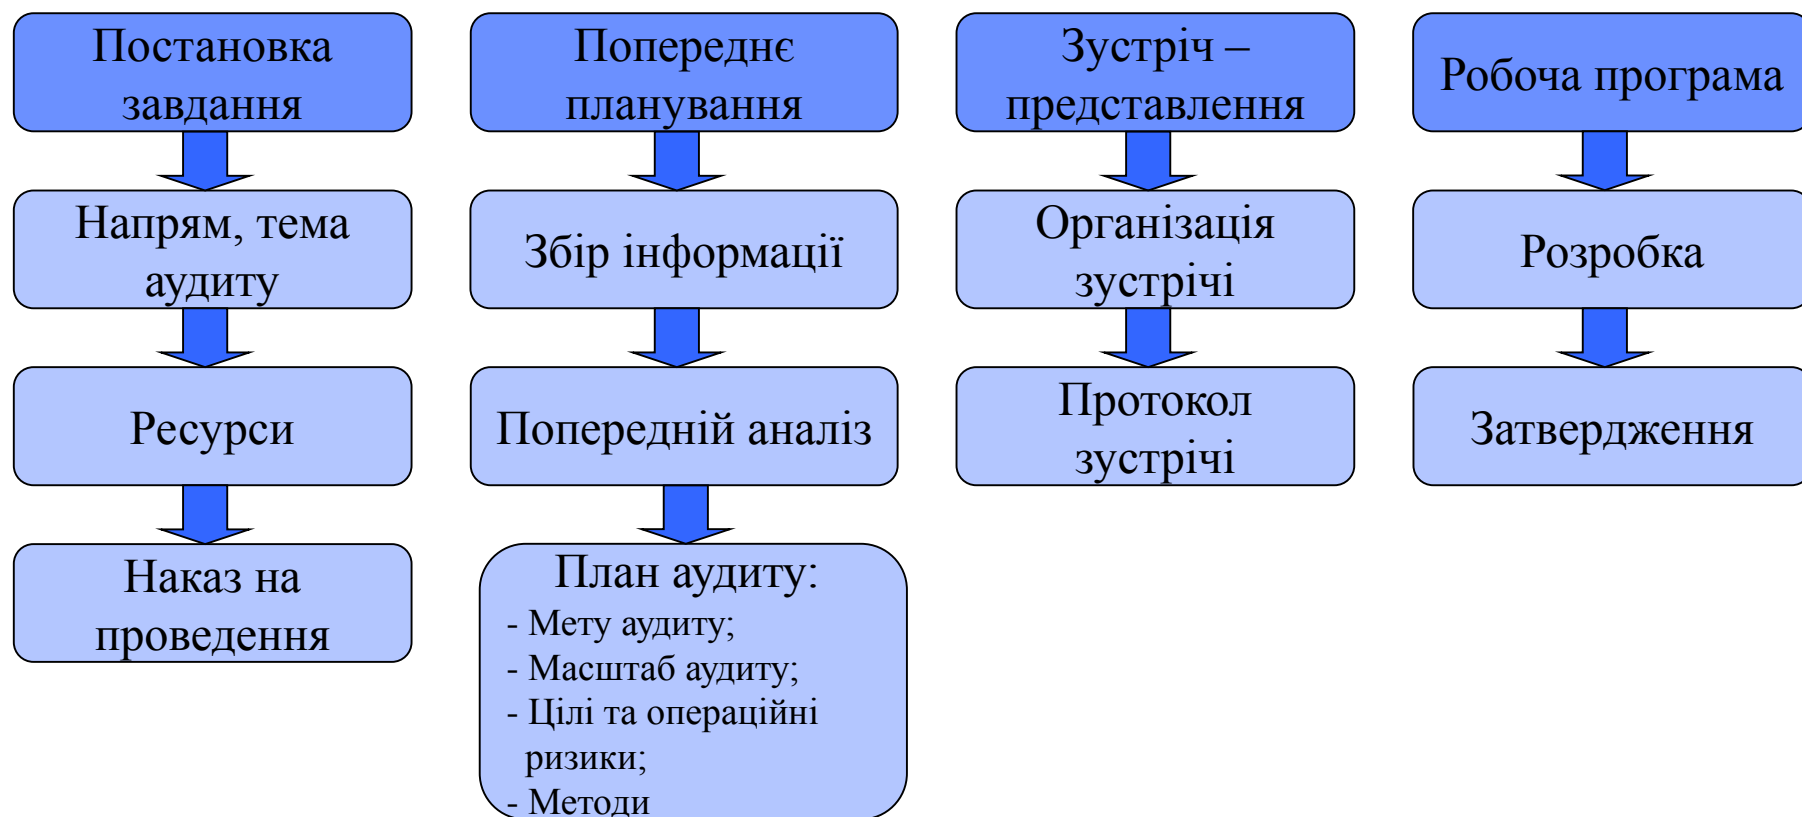 Постановка
завдання
Напрям, тема
аудиту
Ресурси
Наказ на
проведення
Попереднє
планування
Збір інформації
Попередній аналіз
План аудиту:
- Мету аудиту;
- Масштаб аудиту;
- Цілі та операційні
ризики;
- Методи
Зустріч –
представлення
Організація
зустрічі
Протокол
зустрічі
Робоча програма
Розробка
Затвердження